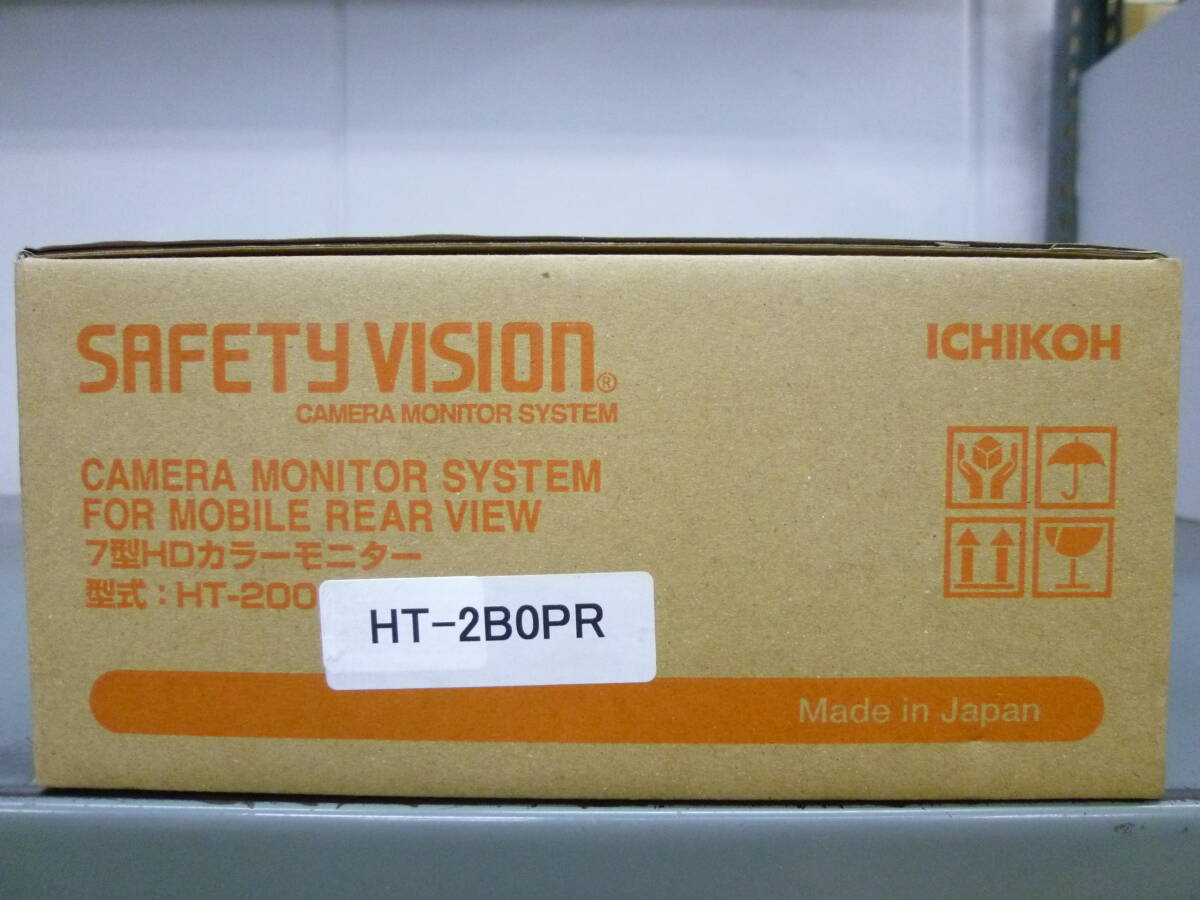 SAFETY VISION®
ICHIKOH
CAMERA MONITOR SYSTEM
CAMERA MONITOR SYSTEM
FOR MOBILE REAR VIEW
7型HDカラーモニター
型式：HT-200
HT-2B0PR
Made in Japan